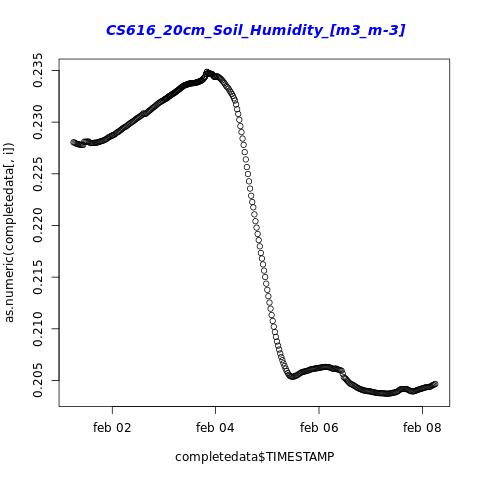 CS616_20cm_Soil_Humidity_[m3_m-3]
as.numeric(completedata[, i])
0.235
0.230
0.225
0.220
0.215
0.210
0.205
feb 02
feb 04
feb 06
feb 08
completedata$TIMESTAMP